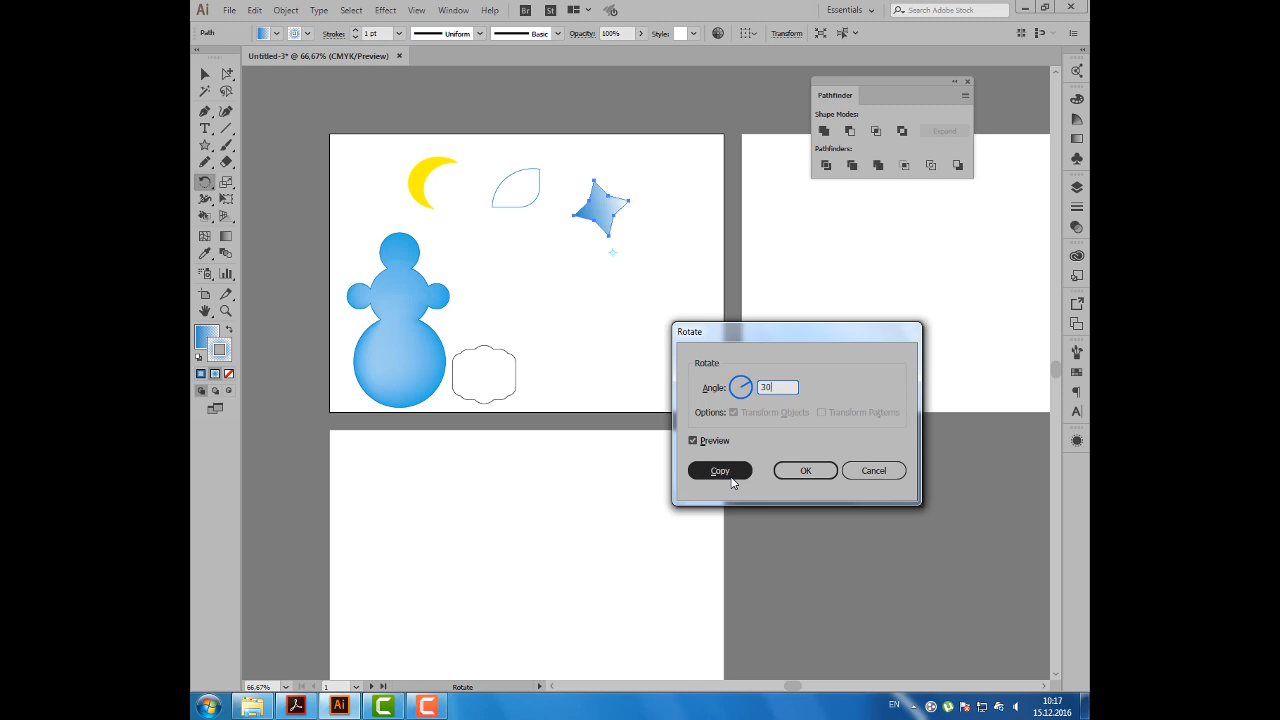 Ai File Edit Object Type Select Effect View Window Help Br St Essentials Search Adobe Stock
Path Stroke: 1 pt Uniform Basic Opacity: 100% Style: Transform
Untitled-3* @ 66,67% (CMYK/Preview)
Pathfinder
Shape Modes:
Expand
Pathfinders:
Rotate
Rotate
Angle: 30
Options: Transform Objects Transform Patterns
Preview
Copy OK Cancel
66,67% 1 Rotate
Ai EN 10:17
15.12.2016